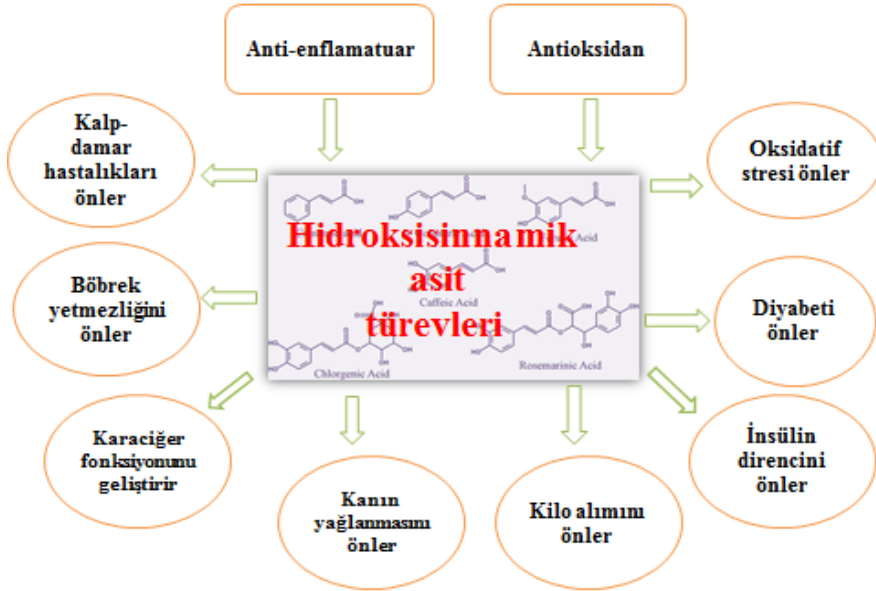 Anti-enflamatuar
Antioksidan
Kalp-
damar
hastalıkları
önler
Oksidatif
stresi önler
Hidroksisinnamik
asit
türevleri
Caffeic Acid
Chlorgenic Acid
Rosemarinic Acid
Böbrek
yetmezliğini
önler
Diyabeti
önler
Karaciğer
fonksiyonunu
geliştirir
İnsülin
direncini
önler
Kanın
yağlanmasını
önler
Kilo alımını
önler